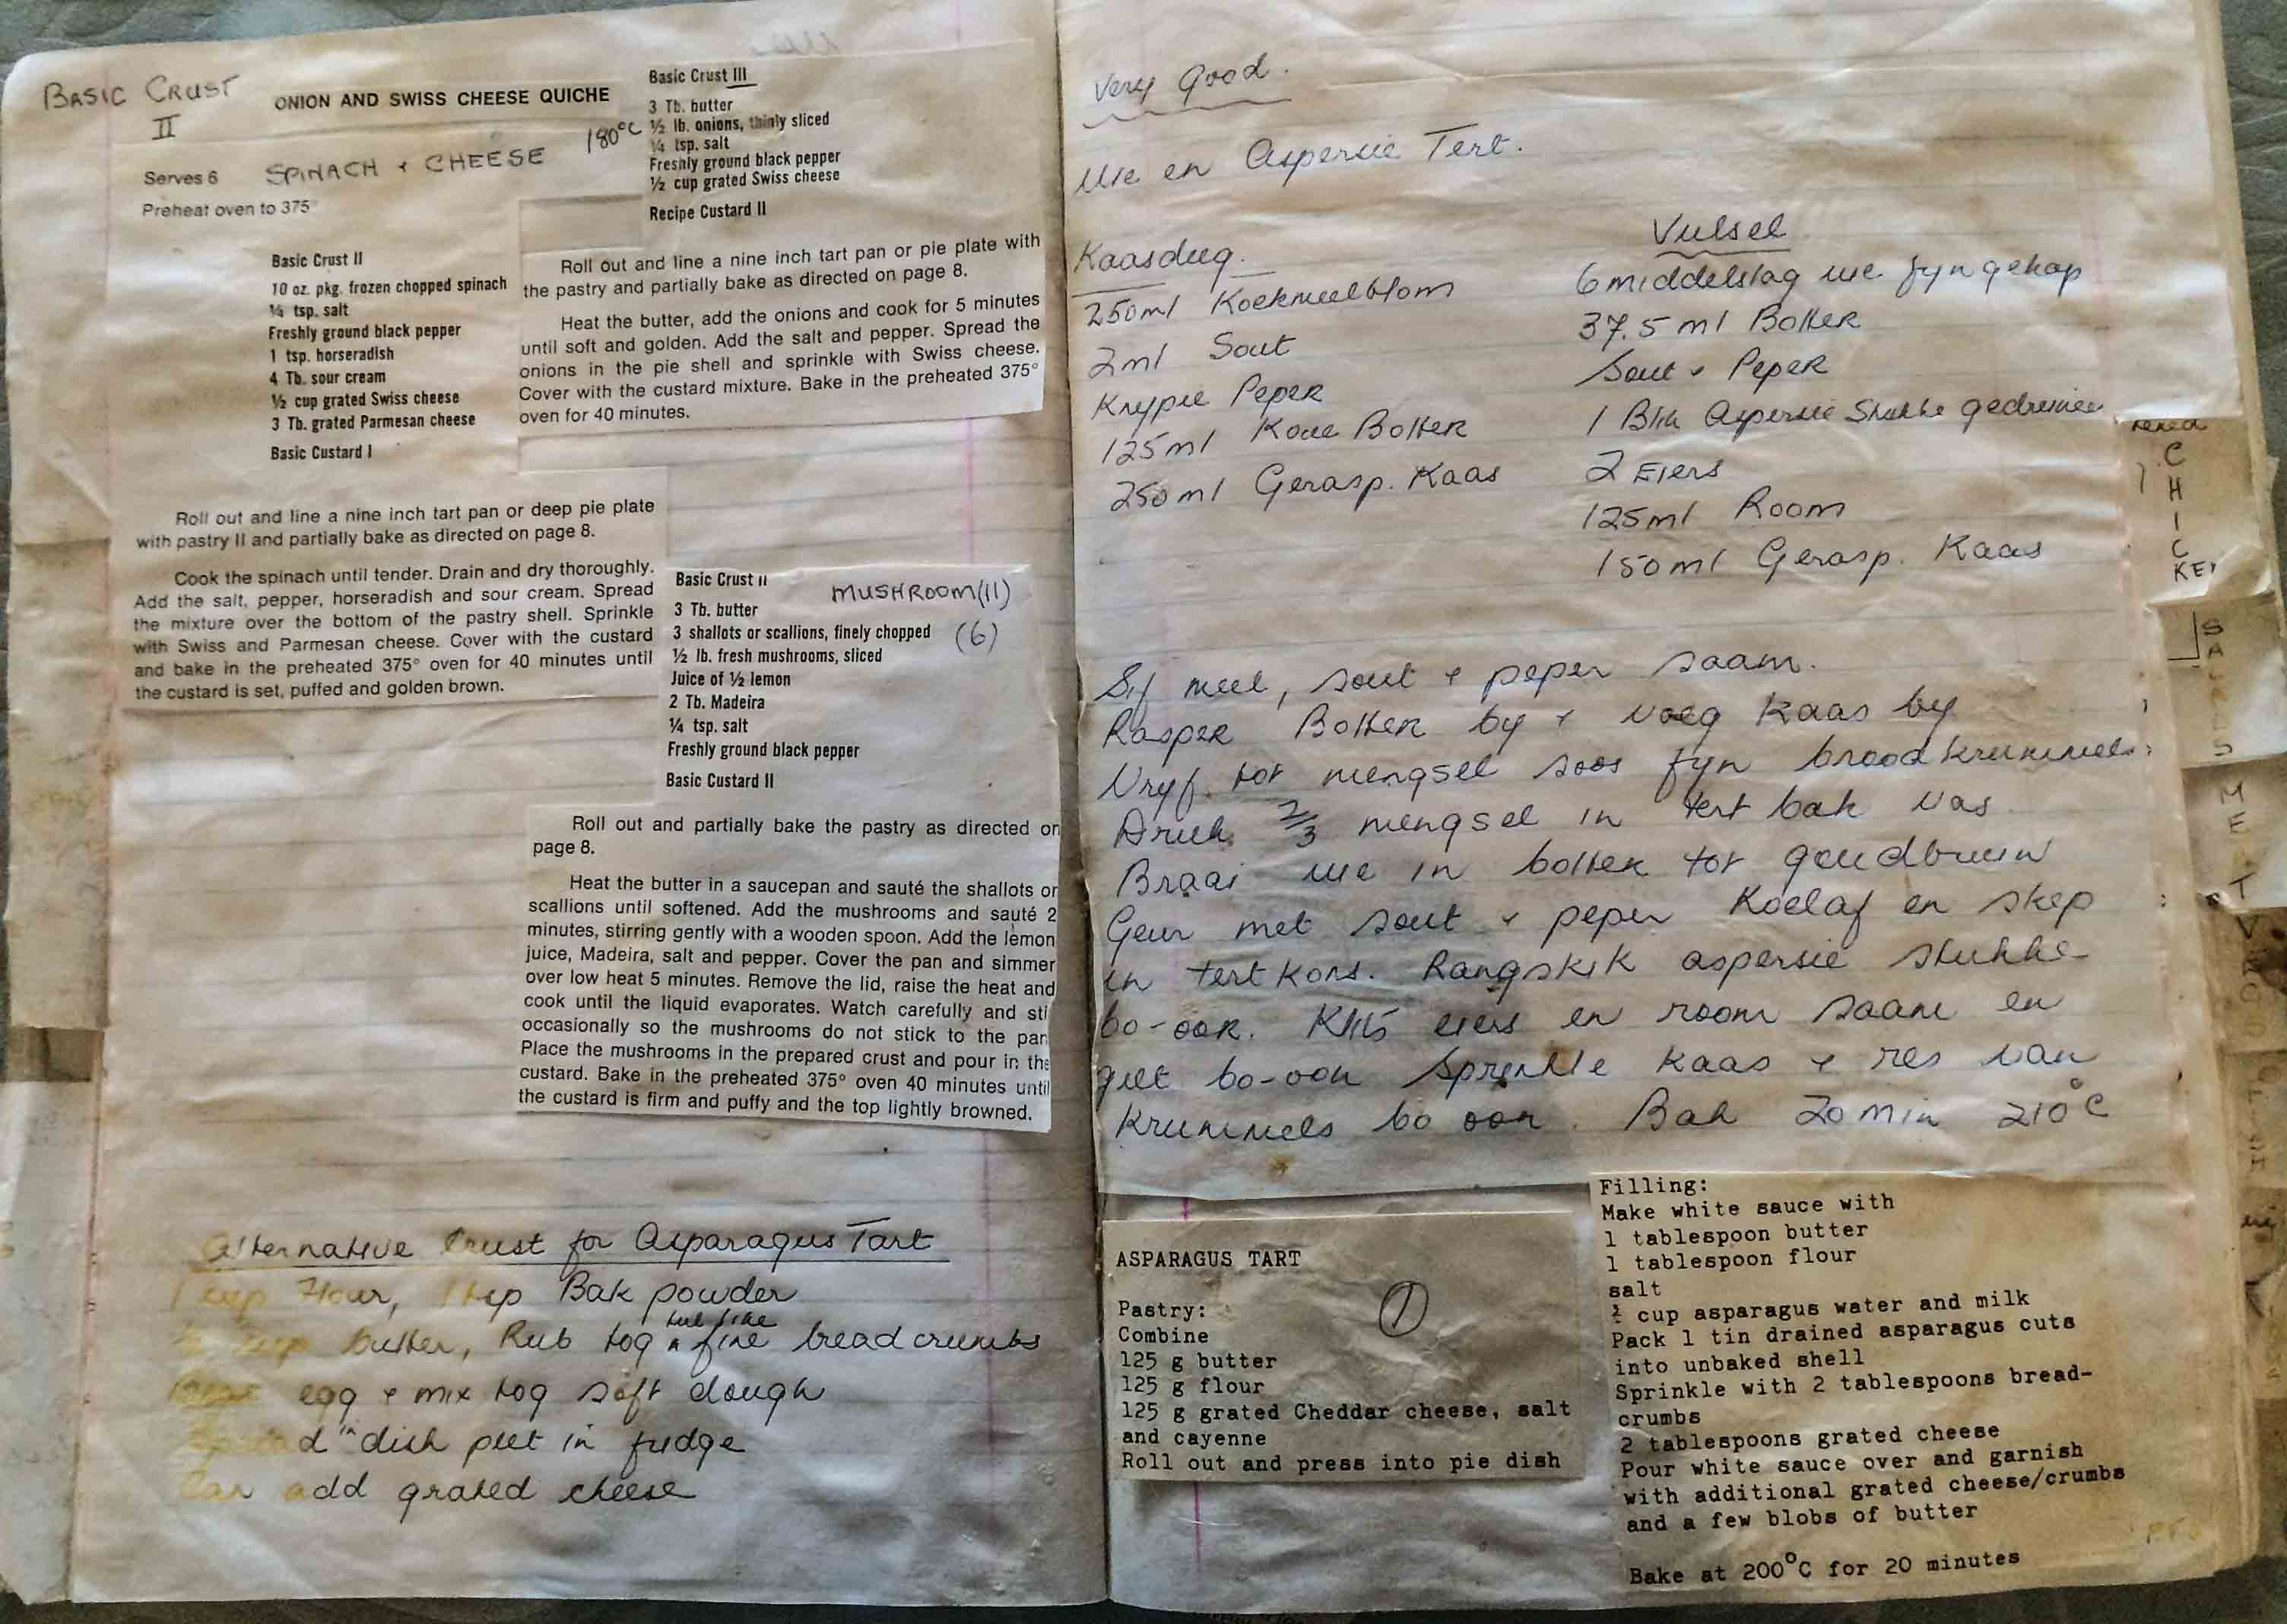 BASIC CRUST
II
ONION AND SWISS CHEESE QUICHE
Serves 6
SPINACH + CHEESE
180°C
Preheat oven to 375°
Basic Crust III
3 Tb. butter
½ lb. onions, thinly sliced
¼ tsp. salt
Freshly ground black pepper
½ cup grated Swiss cheese
Recipe Custard II
Roll out and line a nine inch tart pan or pie plate with
the pastry and partially bake as directed on page 8.
Heat the butter, add the onions and cook for 5 minutes
until soft and golden. Add the salt and pepper. Spread the
onions in the pie shell and sprinkle with Swiss cheese.
Cover with the custard mixture. Bake in the preheated 375°
oven for 40 minutes.
Basic Crust II
10 oz. pkg. frozen chopped spinach
¼ tsp. salt
Freshly ground black pepper
1 tsp. horseradish
4 Tb. sour cream
½ cup grated Swiss cheese
3 Tb. grated Parmesan cheese
Basic Custard I
Roll out and line a nine inch tart pan or deep pie plate
with pastry II and partially bake as directed on page 8.
Cook the spinach until tender. Drain and dry thoroughly.
Add the salt, pepper, horseradish and sour cream. Spread
the mixture over the bottom of the pastry shell. Sprinkle
with Swiss and Parmesan cheese. Cover with the custard
and bake in the preheated 375° oven for 40 minutes until
the custard is set, puffed and golden brown.
Basic Crust II
MUSHROOM (11)
(6)
3 Tb. butter
3 shallots or scallions, finely chopped
½ lb. fresh mushrooms, sliced
Juice of ½ lemon
2 Tb. Madeira
¼ tsp. salt
Freshly ground black pepper
Basic Custard II
Roll out and partially bake the pastry as directed on
page 8.
Heat the butter in a saucepan and sauté the shallots or
scallions until softened. Add the mushrooms and sauté 2
minutes, stirring gently with a wooden spoon. Add the lemon
juice, Madeira, salt and pepper. Cover the pan and simmer
over low heat 5 minutes. Remove the lid, raise the heat and
cook until the liquid evaporates. Watch carefully and sti
occasionally so the mushrooms do not stick to the pan
Place the mushrooms in the prepared crust and pour in the
custard. Bake in the preheated 375° oven 40 minutes until
the custard is firm and puffy and the top lightly browned.
Alternative Crust for Asparagus Tart
1 cup Flour, 1 tsp Bak powder
cup butter, Rub tog fine bread crumbs
egg + mix tog soft dough
in dish put in fridge
Can add grated cheese
Very Good.
Uie en Aspersie Tert.
Kaasdeeg.
250ml Koekmeelblom
2ml Sout
Knypie Peper
125ml Koue Botter
250ml Gerasp. Kaas
Vulsel
6 middelslag uie fyn gekap
37.5 ml Botter
Sout + Peper
1 Blik Aspersie Stukke gedreineer
2 Eiers
125ml Room
150ml Gerasp. Kaas
Sif meel, sout + peper saam.
Rasper Botter by + voeg kaas by
Vryf tot mengsel soos fyn broodkrummels
Druk 2/3 mengsel in tert bak vas
Braai uie in botter tot goudbruin
Geur met sout + peper Koelaf en skep
in tertkors. Rangskik aspersie stukke
bo-oor. Klits eiers en room saam en
giet bo-oor Sprinkle kaas + res van
Krummels bo oor. Bak 20 min 210°C
ASPARAGUS TART
1
Pastry:
Combine
125 g butter
125 g flour
125 g grated Cheddar cheese, salt
and cayenne
Roll out and press into pie dish
Filling:
Make white sauce with
1 tablespoon butter
1 tablespoon flour
salt
cup asparagus water and milk
Pack 1 tin drained asparagus cuts
into unbaked shell
Sprinkle with 2 tablespoons bread-
crumbs
2 tablespoons grated cheese
Pour white sauce over and garnish
with additional grated cheese/crumbs
and a few blobs of butter
Bake at 200°C for 20 minutes